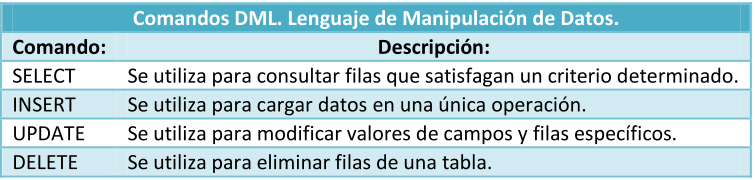 Comandos DML. Lenguaje de Manipulación de Datos.
Comando: Descripción:
SELECT Se utiliza para consultar filas que satisfagan un criterio determinado.
INSERT Se utiliza para cargar datos en una única operación.
UPDATE Se utiliza para modificar valores de campos y filas específicos.
DELETE Se utiliza para eliminar filas de una tabla.